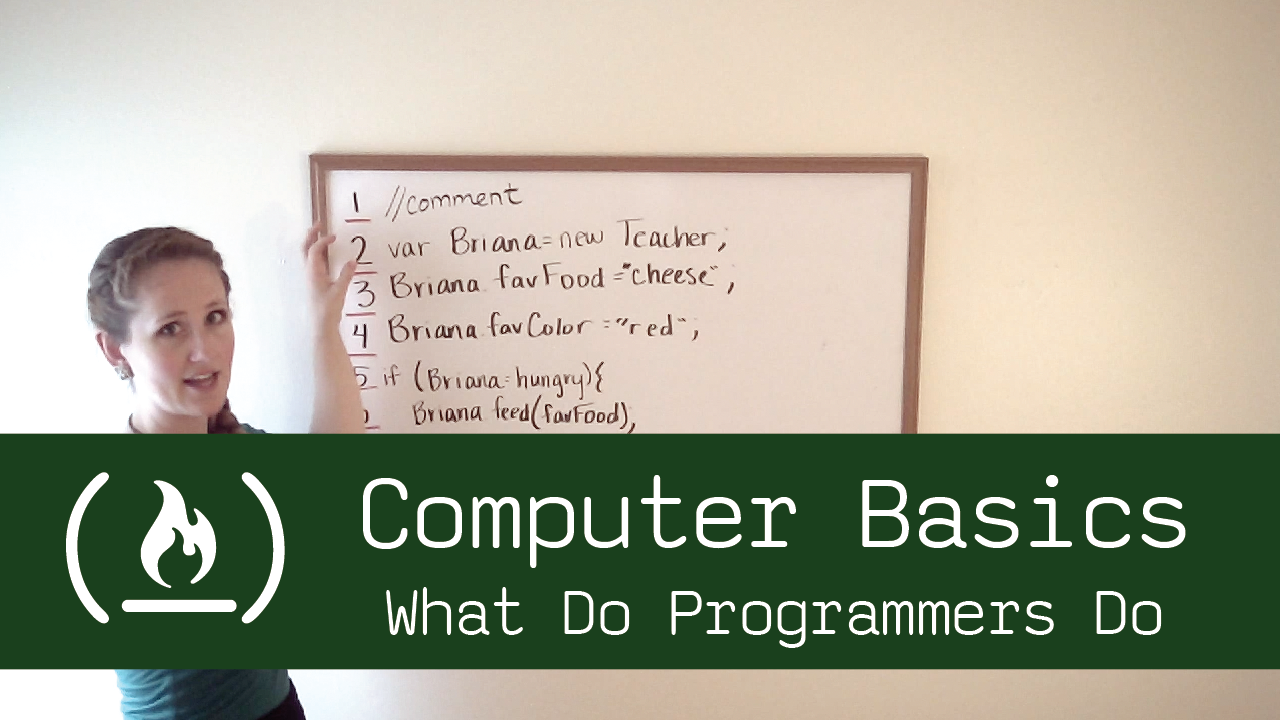 1 //comment
2 var Briana=new Teacher;
3 Briana.favFood="cheese";
4 Briana.favColor="red";
5 if (Briana=hungry){
Briana feed(favFood);
Computer Basics
What Do Programmers Do